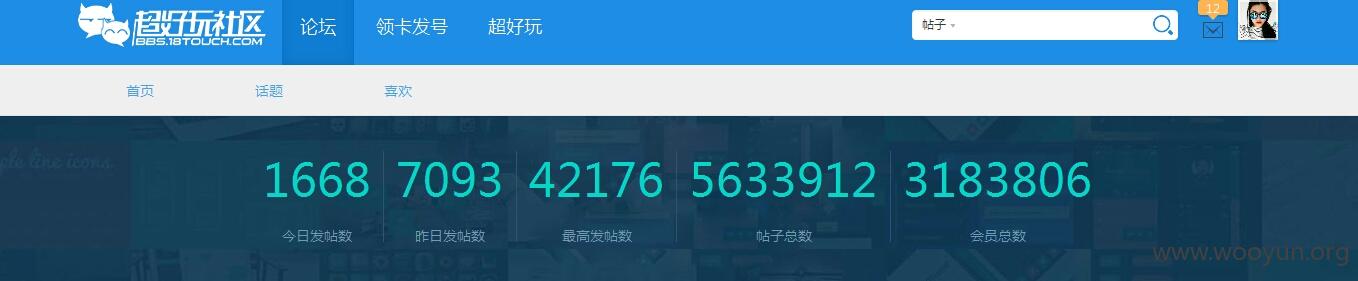 超好玩社区
BBS.18TOUCH.COM
论坛 领卡发号 超好玩
帖子
12
首页 话题 喜欢
ple line icons.
1668 7093 42176 5633912 3183806
今日发帖数 昨日发帖数 最高发帖数 帖子总数 会员总数
www.wooyun.org